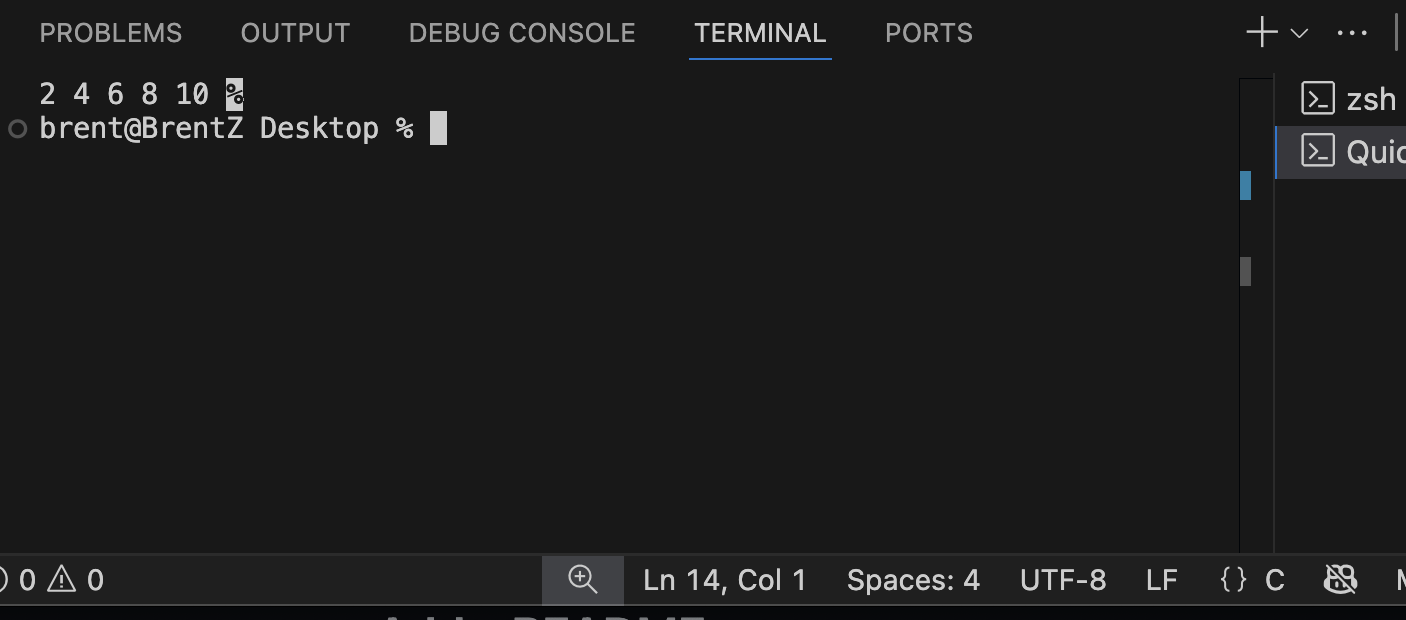 PROBLEMS OUTPUT DEBUG CONSOLE TERMINAL PORTS
2 4 6 8 10 %
brent@BrentZ Desktop %
zsh
Quic
0 0 Ln 14, Col 1 Spaces: 4 UTF-8 LF {} C